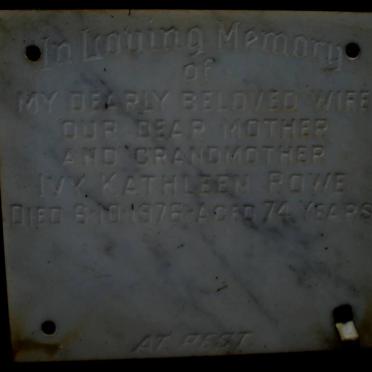 In Loving Memory
of
MY DEARLY BELOVED WIFE
OUR DEAR MOTHER
AND GRANDMOTHER
IVY KATHLEEN ROWE
DIED AGED 74 YEARS
AT REST